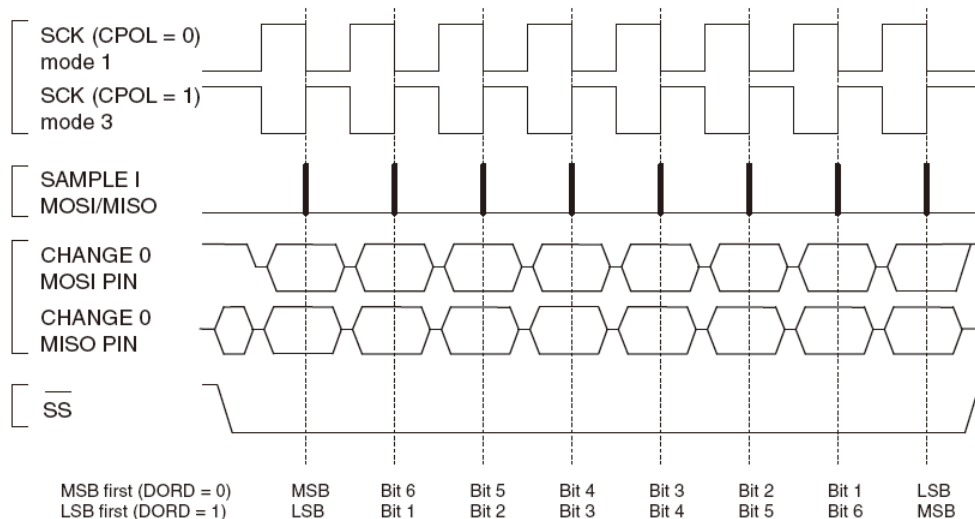 SCK (CPOL = 0)
mode 1
SCK (CPOL = 1)
mode 3
SAMPLE I
MOSI/MISO
CHANGE 0
MOSI PIN
CHANGE 0
MISO PIN
SS
MSB first (DORD = 0) MSB Bit 6 Bit 5 Bit 4 Bit 3 Bit 2 Bit 1 LSB
LSB first (DORD = 1) LSB Bit 1 Bit 2 Bit 3 Bit 4 Bit 5 Bit 6 MSB